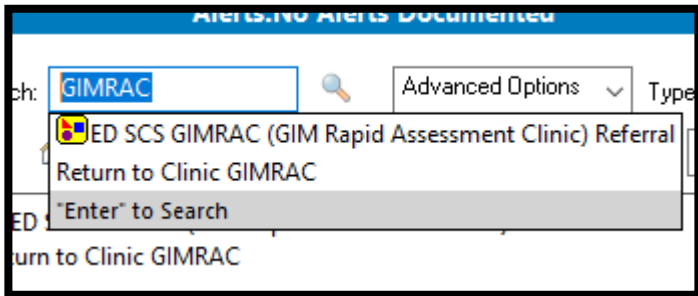 Alerts:No Alerts Documented
ch: GIMRAC Advanced Options Type
ED SCS GIMRAC (GIM Rapid Assessment Clinic) Referral
Return to Clinic GIMRAC
"Enter" to Search
ED
turn to Clinic GIMRAC